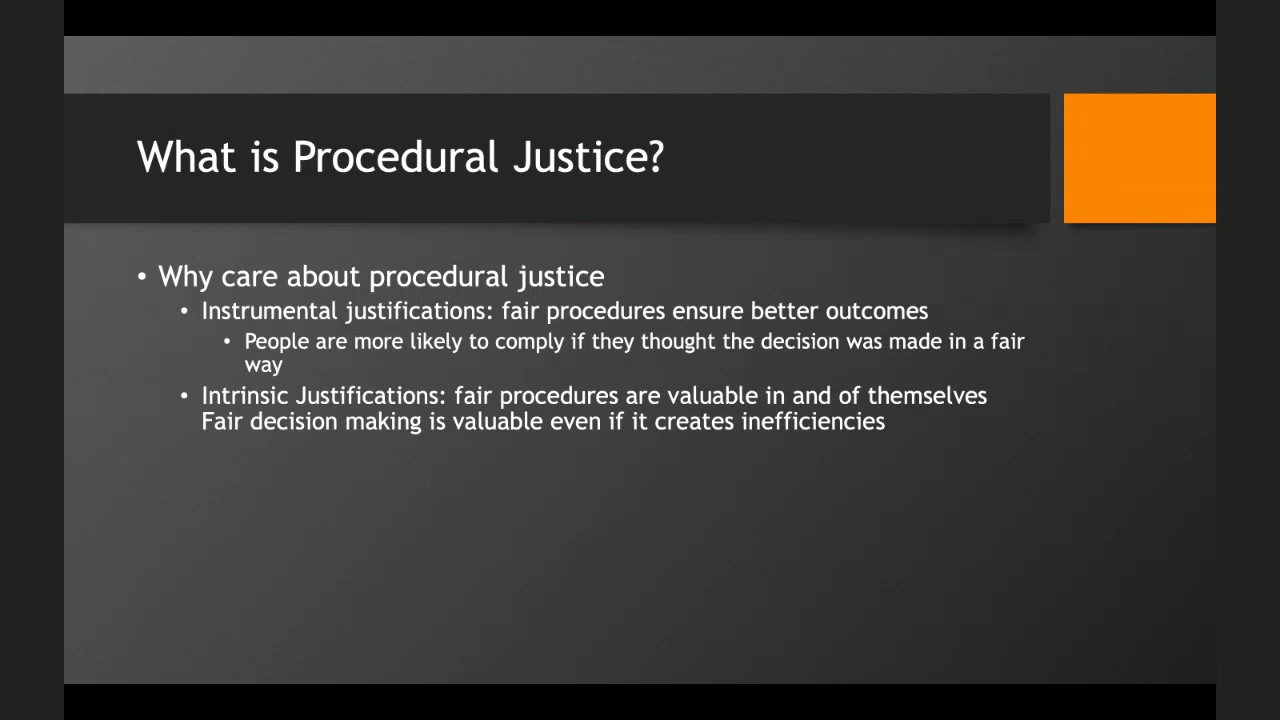 What is Procedural Justice?
• Why care about procedural justice
• Instrumental justifications: fair procedures ensure better outcomes
• People are more likely to comply if they thought the decision was made in a fair
way
• Intrinsic Justifications: fair procedures are valuable in and of themselves
Fair decision making is valuable even if it creates inefficiencies